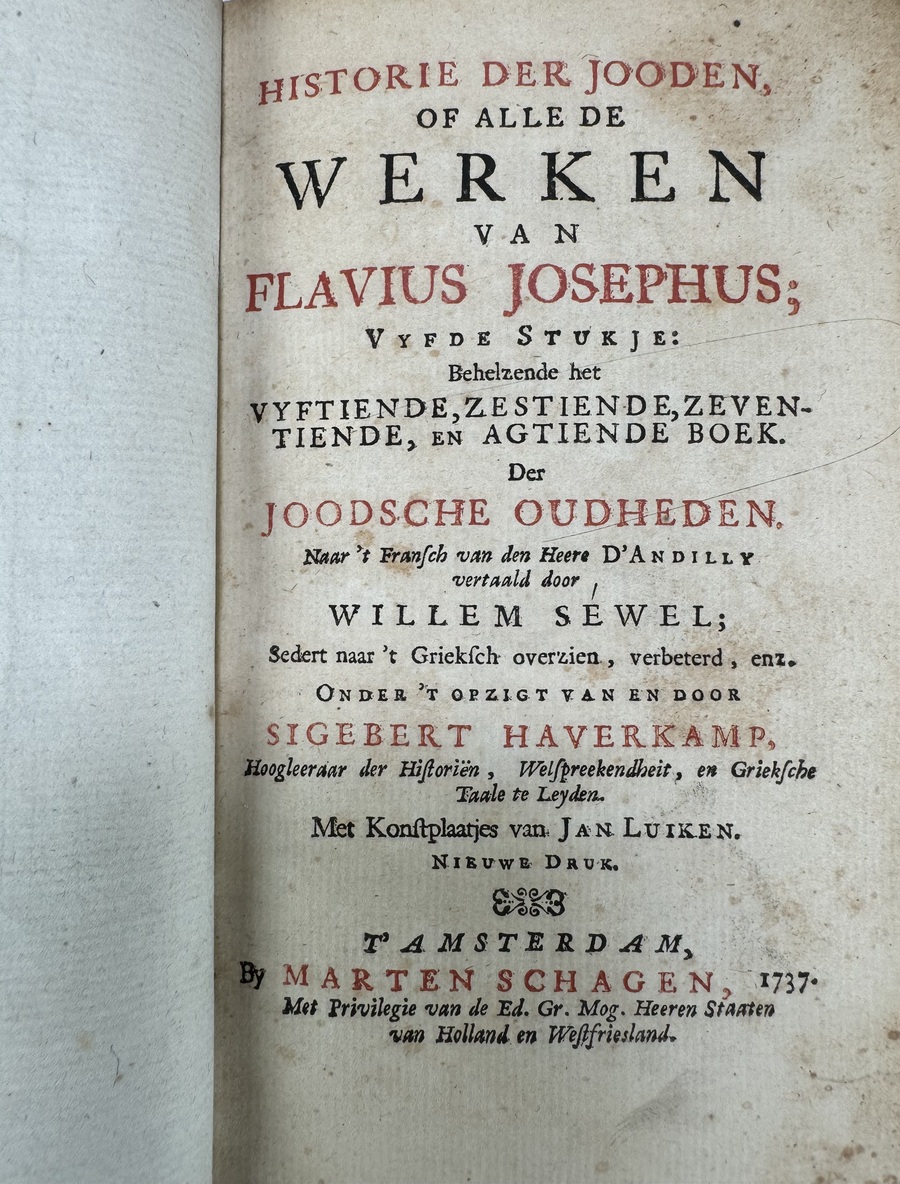 HISTORIE DER JOODEN,
OF ALLE DE
WERKEN
VAN
FLAVIUS JOSEPHUS;
VYFDE STUKJE:
Behelzende het
VYFTIENDE, ZESTIENDE, ZEVEN-
TIENDE, EN AGTIENDE BOEK.
Der
JOODSCHE OUDHEDEN.
Naar 't Franſch van den Heere D'ANDILLY
vertaald door
WILLEM SEWEL;
Sedert naar 't Griekſch overzien, verbeterd, enz.
ONDER 'T OPZIGT VAN EN DOOR
SIGEBERT HAVERKAMP,
Hoogleeraar der Hiſtoriën, Welſpreekendheit, en Griekſche
Taale te Leyden.
Met Konſtplaatjes van JAN LUIKEN.
NIEUWE DRUK.
T'AMSTERDAM,
By MARTEN SCHAGEN, 1737.
Met Privilegie van de Ed. Gr. Mog. Heeren Staaten
van Holland en Weſtfriesland.